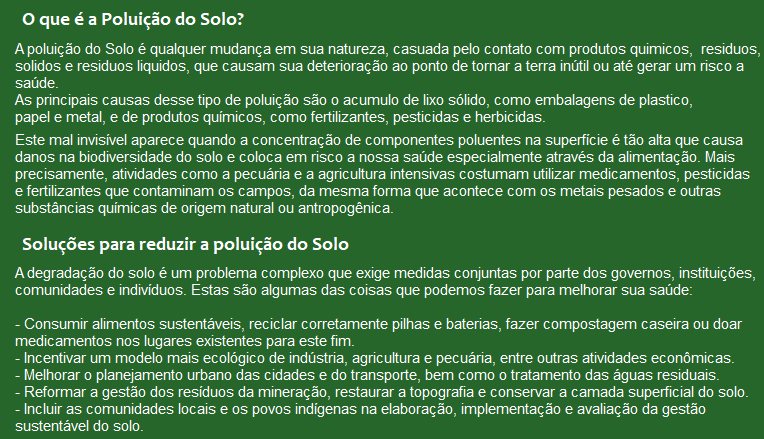 O que é a Poluição do Solo?
A poluição do Solo é qualquer mudança em sua natureza, casuada pelo contato com produtos quimicos,  residuos,
solidos e residuos liquidos, que causam sua deterioração ao ponto de tornar a terra inútil ou até gerar um risco a
saúde.
As principais causas desse tipo de poluição são o acumulo de lixo sólido, como embalagens de plastico,
papel e metal, e de produtos químicos, como fertilizantes, pesticidas e herbicidas.
Este mal invisível aparece quando a concentração de componentes poluentes na superfície é tão alta que causa
danos na biodiversidade do solo e coloca em risco a nossa saúde especialmente através da alimentação. Mais
precisamente, atividades como a pecuária e a agricultura intensivas costumam utilizar medicamentos, pesticidas
e fertilizantes que contaminam os campos, da mesma forma que acontece com os metais pesados e outras
substâncias químicas de origem natural ou antropogênica.
Soluções para reduzir a poluição do Solo
A degradação do solo é um problema complexo que exige medidas conjuntas por parte dos governos, instituições,
comunidades e indivíduos. Estas são algumas das coisas que podemos fazer para melhorar sua saúde:
- Consumir alimentos sustentáveis, reciclar corretamente pilhas e baterias, fazer compostagem caseira ou doar
medicamentos nos lugares existentes para este fim.
- Incentivar um modelo mais ecológico de indústria, agricultura e pecuária, entre outras atividades econômicas.
- Melhorar o planejamento urbano das cidades e do transporte, bem como o tratamento das águas residuais.
- Reformar a gestão dos resíduos da mineração, restaurar a topografia e conservar a camada superficial do solo.
- Incluir as comunidades locais e os povos indígenas na elaboração, implementação e avaliação da gestão
sustentável do solo.